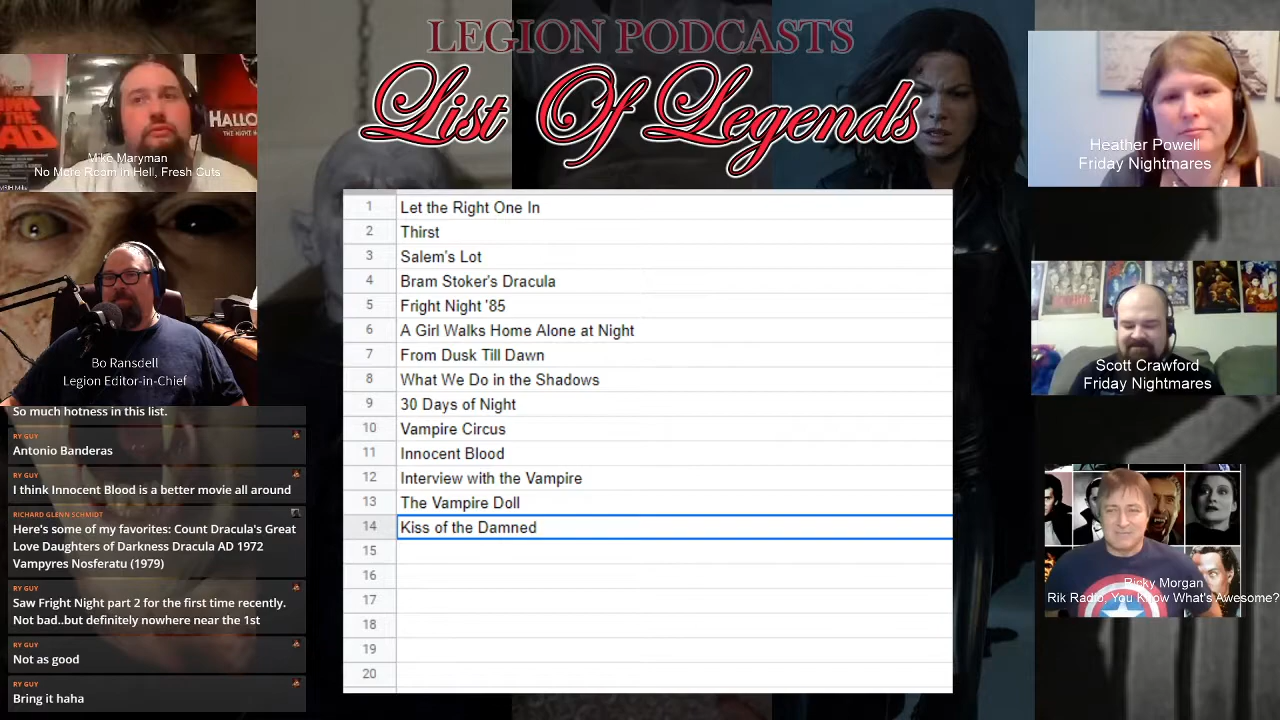 LEGION PODCASTS
List Of Legends
HALLO
Mike Maryman
No More Room in Hell, Fresh Cuts
Heather Powell
Friday Nightmares
Bo Ransdell
Legion Editor-in-Chief
Scott Crawford
Friday Nightmares
Ricky Morgan
Rik Radio, You Know What's Awesome?
1 Let the Right One In
2 Thirst
3 Salem's Lot
4 Bram Stoker's Dracula
5 Fright Night '85
6 A Girl Walks Home Alone at Night
7 From Dusk Till Dawn
8 What We Do in the Shadows
9 30 Days of Night
10 Vampire Circus
11 Innocent Blood
12 Interview with the Vampire
13 The Vampire Doll
14 Kiss of the Damned
15
16
17
18
19
20
So much hotness in this list.
RY GUY
Antonio Banderas
RY GUY
I think Innocent Blood is a better movie all around
RICHARD GLENN SCHMIDT
Here's some of my favorites: Count Dracula's Great
Love Daughters of Darkness Dracula AD 1972
Vampyres Nosferatu (1979)
RY GUY
Saw Fright Night part 2 for the first time recently.
Not bad..but definitely nowhere near the 1st
RY GUY
Not as good
RY GUY
Bring it haha